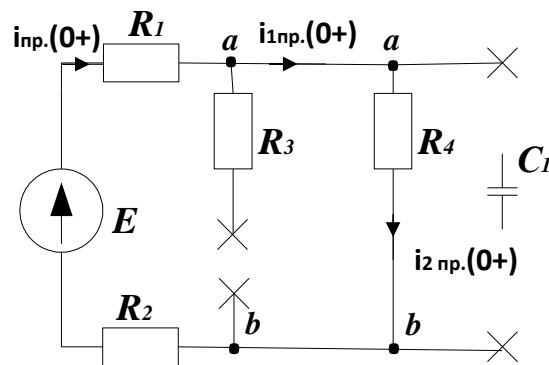 iпр.(0+) R1 a i1пр.(0+) a
R3 R4 C1
E
i2 пр.(0+)
R2 b b